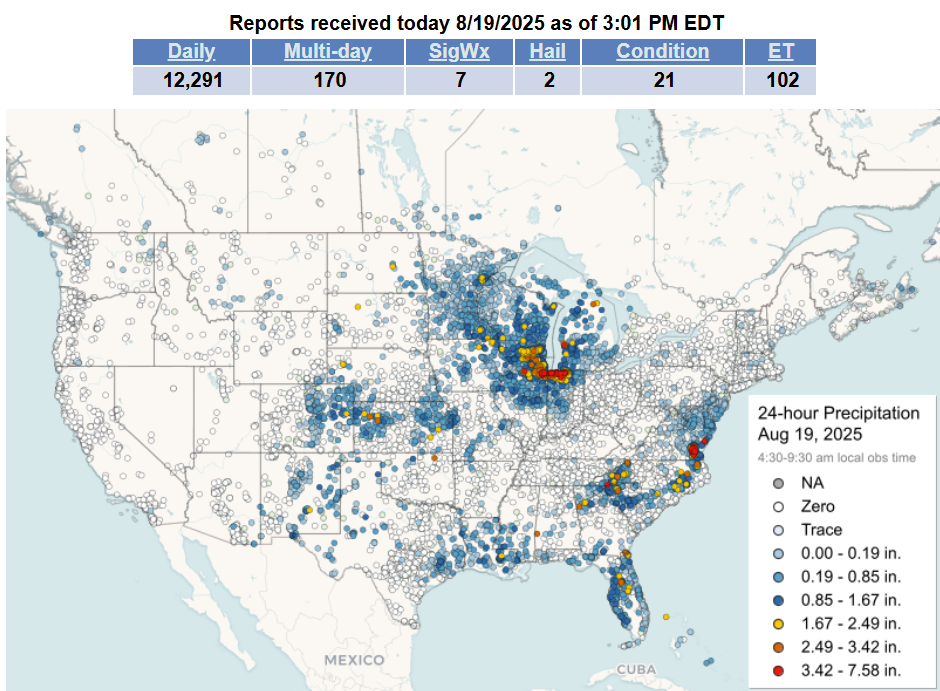 Reports received today 8/19/2025 as of 3:01 PM EDT
Daily Multi-day SigWx Hail Condition ET
12,291 170 7 2 21 102
24-hour Precipitation
Aug 19, 2025
4:30-9:30 am local obs time
NA
Zero
Trace
0.00 - 0.19 in.
0.19 - 0.85 in.
0.85 - 1.67 in.
1.67 - 2.49 in.
2.49 - 3.42 in.
3.42 - 7.58 in.
MEXICO
CUBA